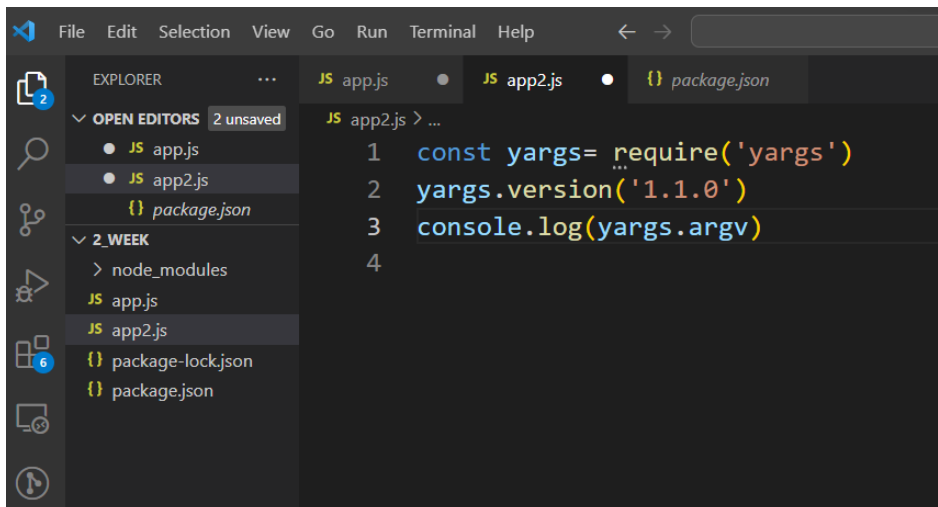 File Edit Selection View Go Run Terminal Help
EXPLORER ...
JS app.js
JS app2.js
{} package.json
2
OPEN EDITORS 2 unsaved
JS app.js
JS app2.js
{} package.json
2_WEEK
node_modules
JS app.js
JS app2.js
{} package-lock.json
{} package.json
6
JS app2.js > ...
1 const yargs= require('yargs')
2 yargs.version('1.1.0')
3 console.log(yargs.argv)
4